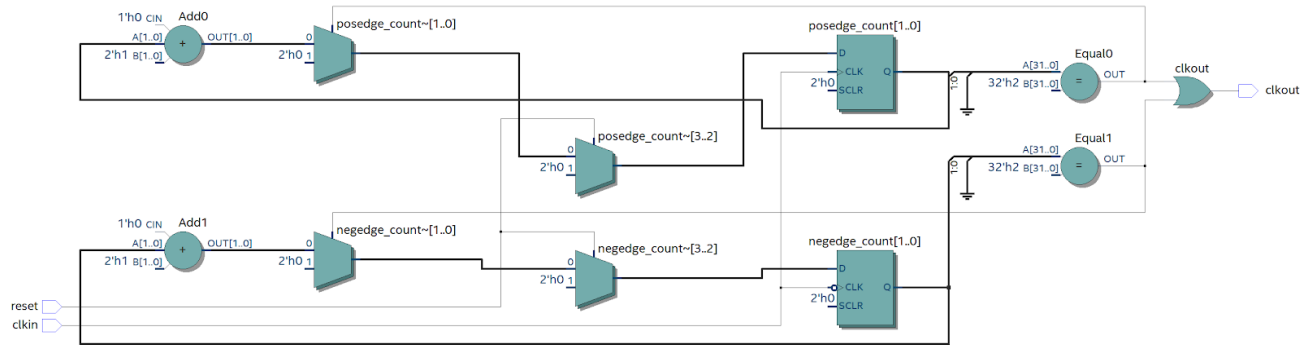 1'h0 CIN
Add0
A[1..0]
OUT[1..0]
2'h1 B[1..0]
+
posedge_count~[1..0]
0
2'h0 1
posedge_count[1..0]
D
CLK
Q
2'h0
SCLR
1:0
Equal0
A[31..0]
OUT
32'h2 B[31..0]
=
clkout
clkout
posedge_count~[3..2]
0
2'h0 1
1:0
Equal1
A[31..0]
OUT
32'h2 B[31..0]
=
1'h0 CIN
Add1
A[1..0]
OUT[1..0]
2'h1 B[1..0]
+
negedge_count~[1..0]
0
2'h0 1
negedge_count~[3..2]
0
2'h0 1
negedge_count[1..0]
D
CLK
Q
2'h0
SCLR
reset
clkin